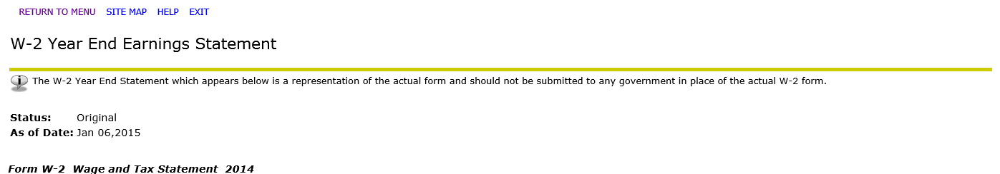 RETURN TO MENU SITE MAP HELP EXIT
W-2 Year End Earnings Statement
The W-2 Year End Statement which appears below is a representation of the actual form and should not be submitted to any government in place of the actual W-2 form.
Status: Original
As of Date: Jan 06,2015
Form W-2 Wage and Tax Statement 2014